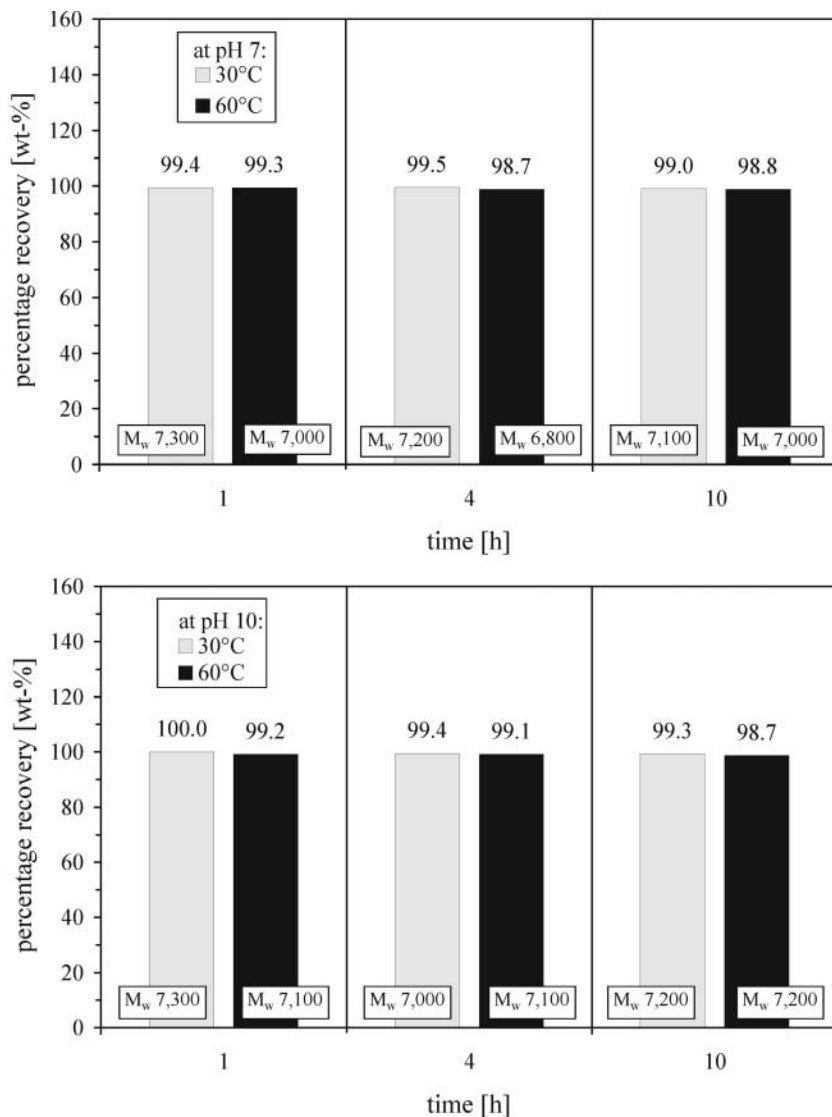 percentage recovery [wt-%]
160
140
120
100
80
60
40
20
0
at pH 7:
30°C
60°C
99.4 99.3 99.5 98.7 99.0 98.8
Mw 7,300 Mw 7,000 Mw 7,200 Mw 6,800 Mw 7,100 Mw 7,000
1 4 10
time [h]
percentage recovery [wt-%]
160
140
120
100
80
60
40
20
0
at pH 10:
30°C
60°C
100.0 99.2 99.4 99.1 99.3 98.7
Mw 7,300 Mw 7,100 Mw 7,000 Mw 7,100 Mw 7,200 Mw 7,200
1 4 10
time [h]